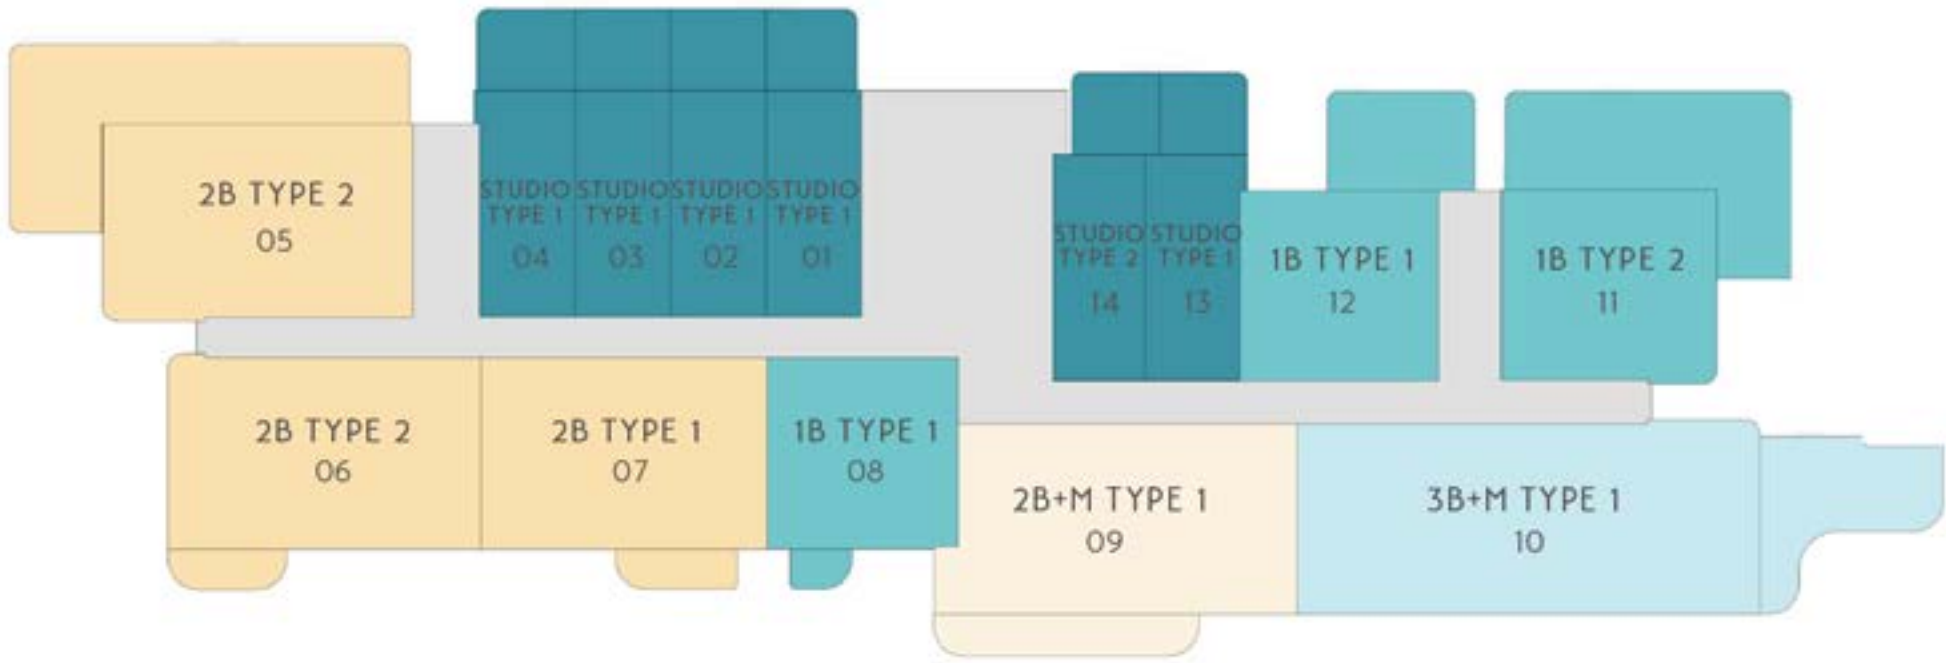 2B TYPE 2
05
STUDIO
TYPE 1
04
STUDIO
TYPE 1
03
STUDIO
TYPE 1
02
STUDIO
TYPE 1
01
STUDIO
TYPE 2
14
STUDIO
TYPE 1
13
1B TYPE 1
12
1B TYPE 2
11
2B TYPE 2
06
2B TYPE 1
07
1B TYPE 1
08
2B+M TYPE 1
09
3B+M TYPE 1
10